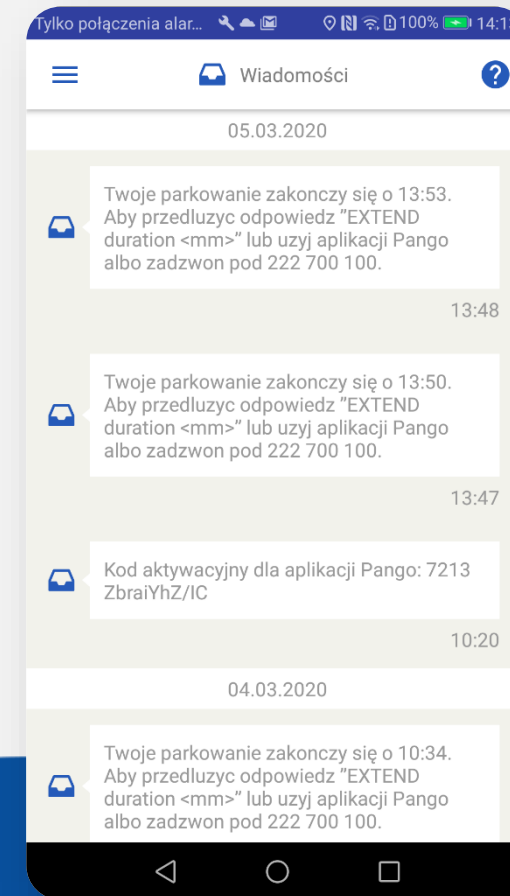 Tylko połączenia alar... 100% 14:13
Wiadomości
05.03.2020
Twoje parkowanie zakonczy się o 13:53.
Aby przedluzyc odpowiedz "EXTEND
duration <mm>" lub uzyj aplikacji Pango
albo zadzwon pod 222 700 100.
13:48
Twoje parkowanie zakonczy się o 13:50.
Aby przedluzyc odpowiedz "EXTEND
duration <mm>" lub uzyj aplikacji Pango
albo zadzwon pod 222 700 100.
13:47
Kod aktywacyjny dla aplikacji Pango: 7213
ZbraiYhZ/IC
10:20
04.03.2020
Twoje parkowanie zakonczy się o 10:34.
Aby przedluzyc odpowiedz "EXTEND
duration <mm>" lub uzyj aplikacji Pango
albo zadzwon pod 222 700 100.